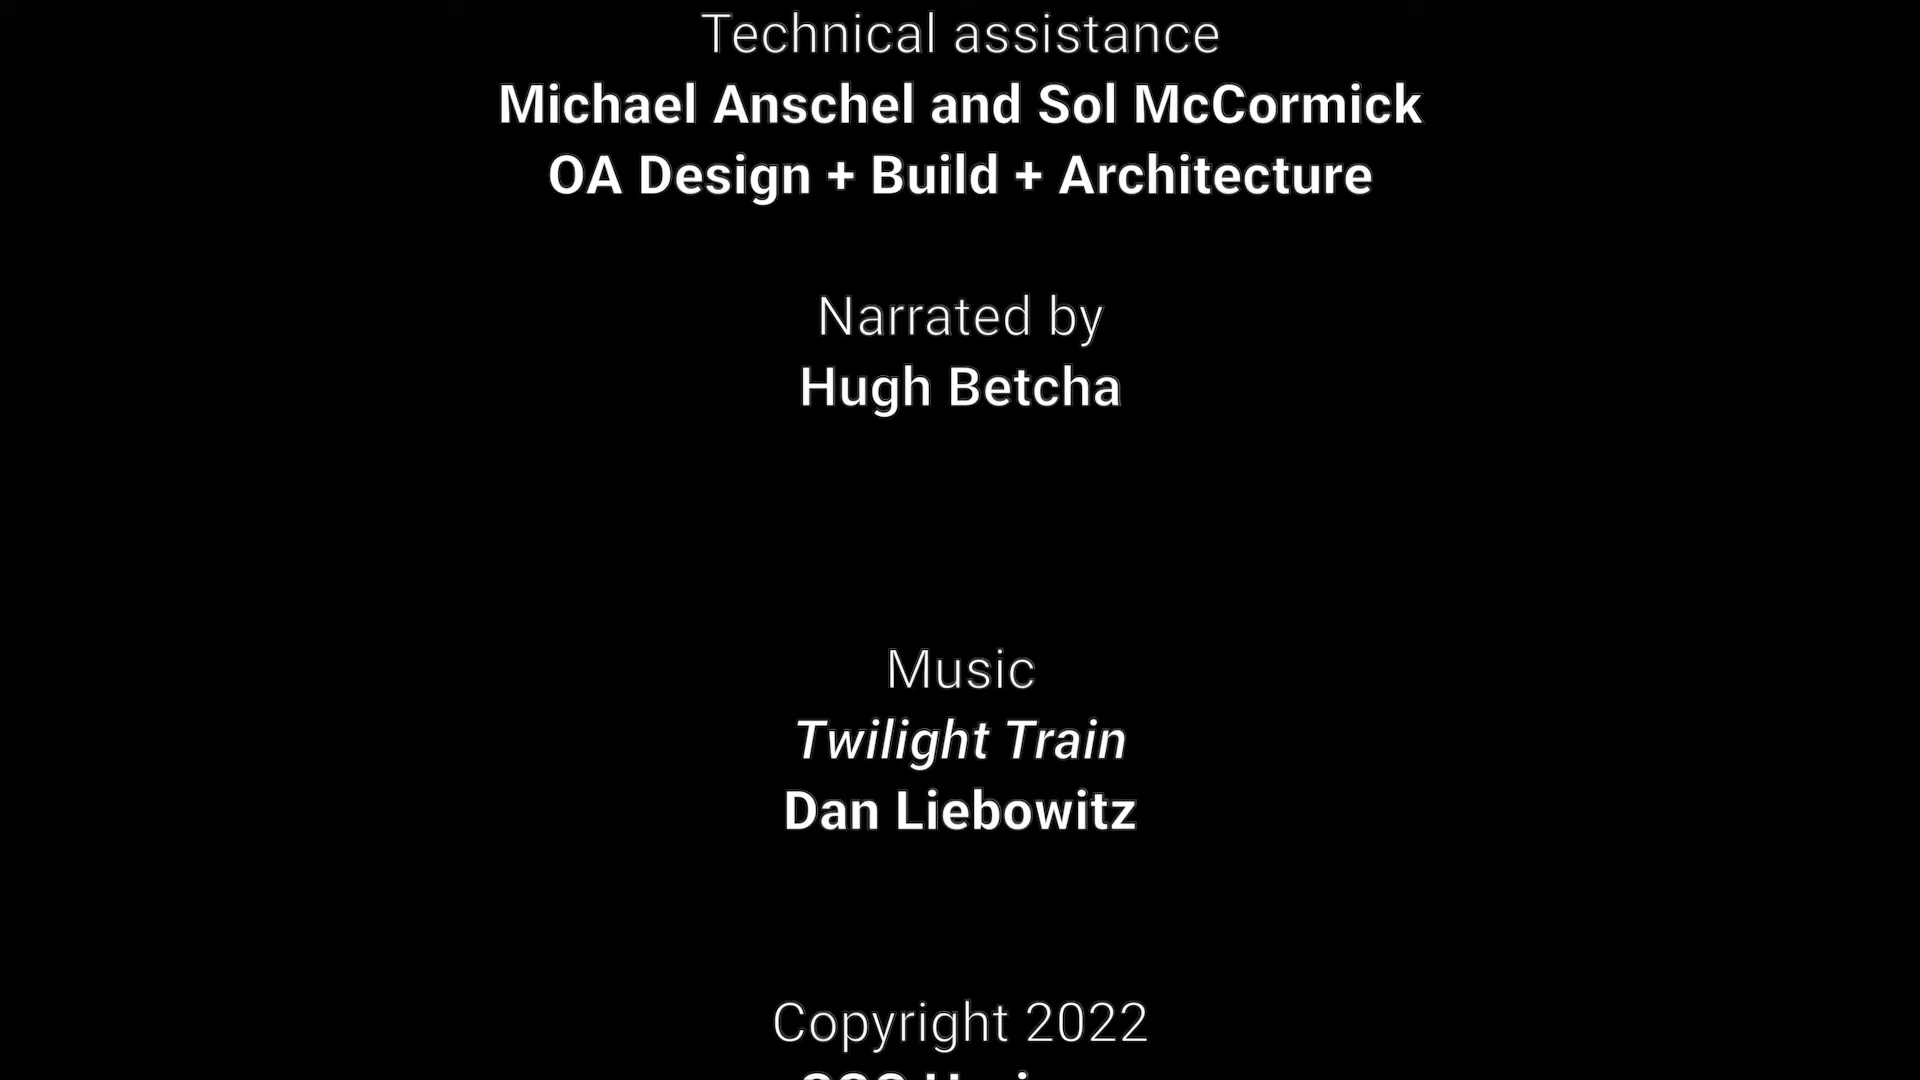 Technical assistance
Michael Anschel and Sol McCormick
OA Design + Build + Architecture
Narrated by
Hugh Betcha
Music
Twilight Train
Dan Liebowitz
Copyright 2022